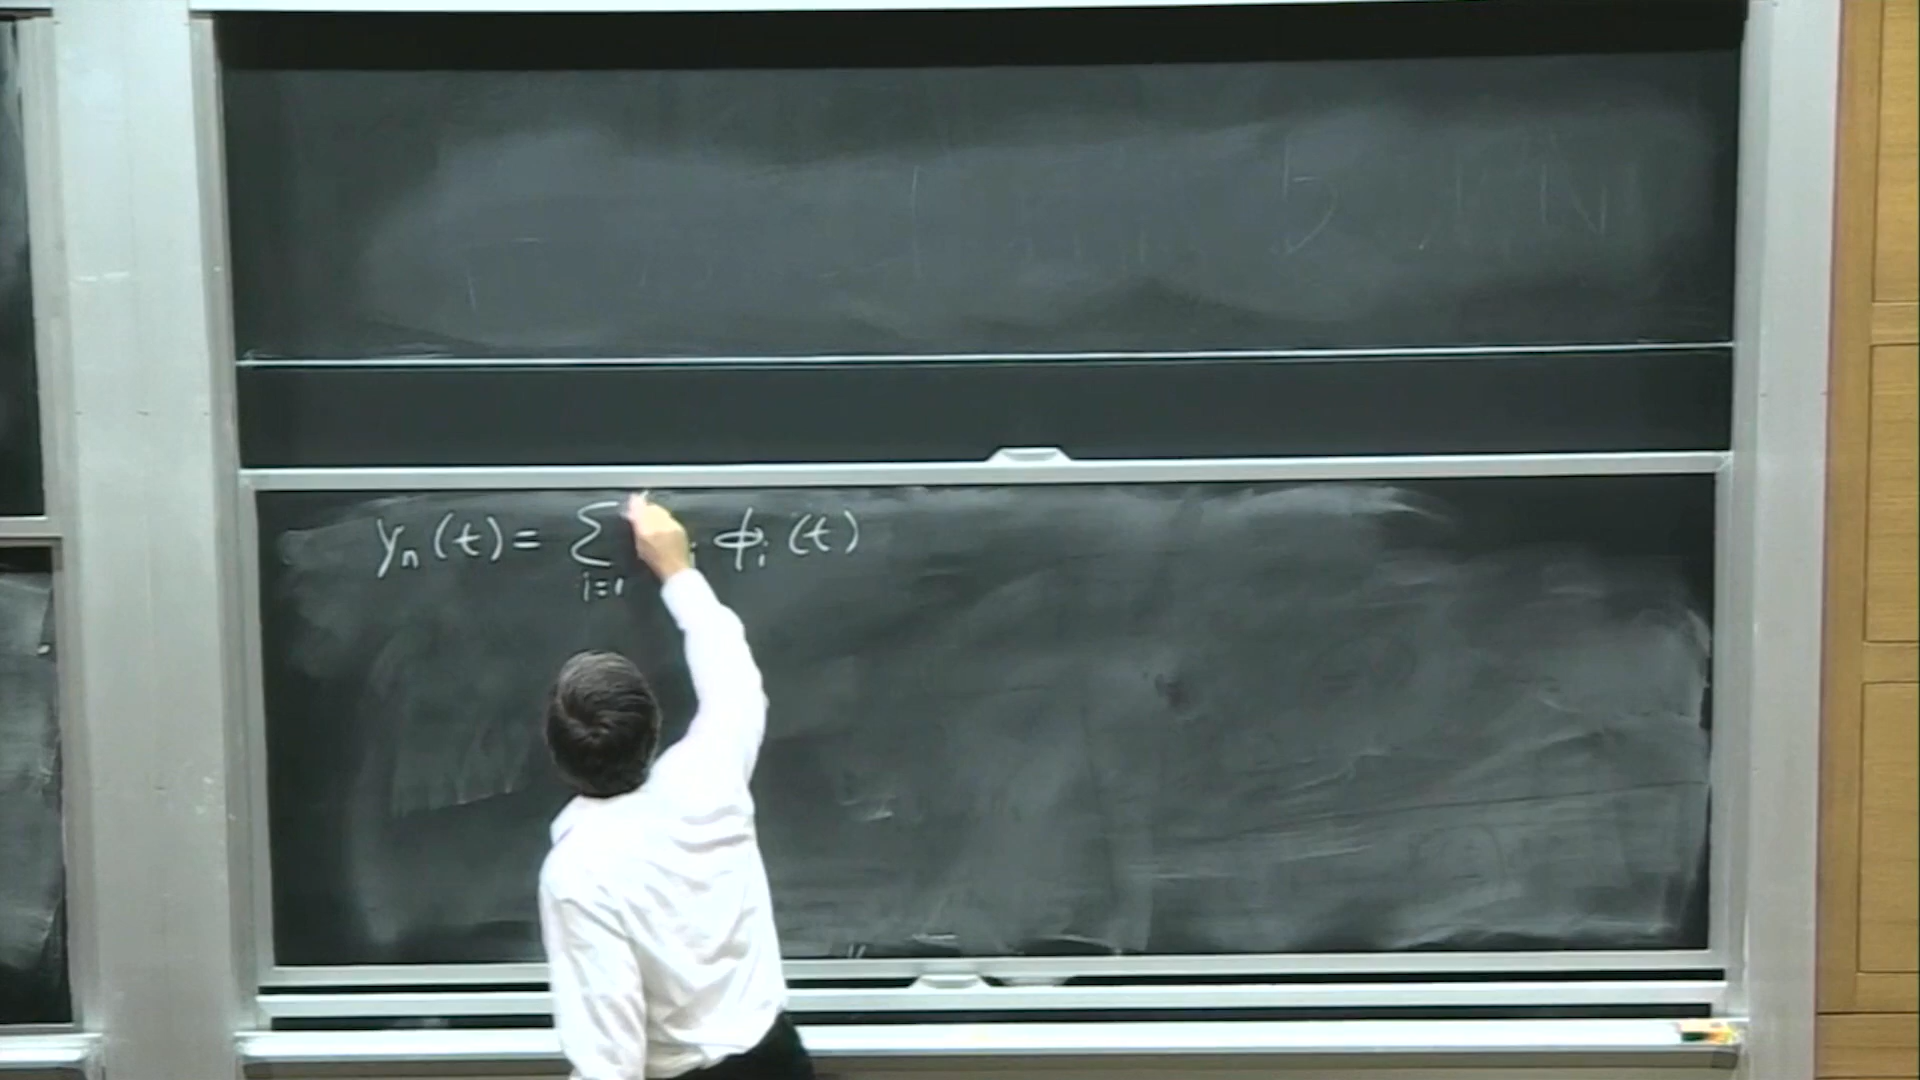 yₙ(t) = Σ i=1 ᵢ ϕᵢ(t)